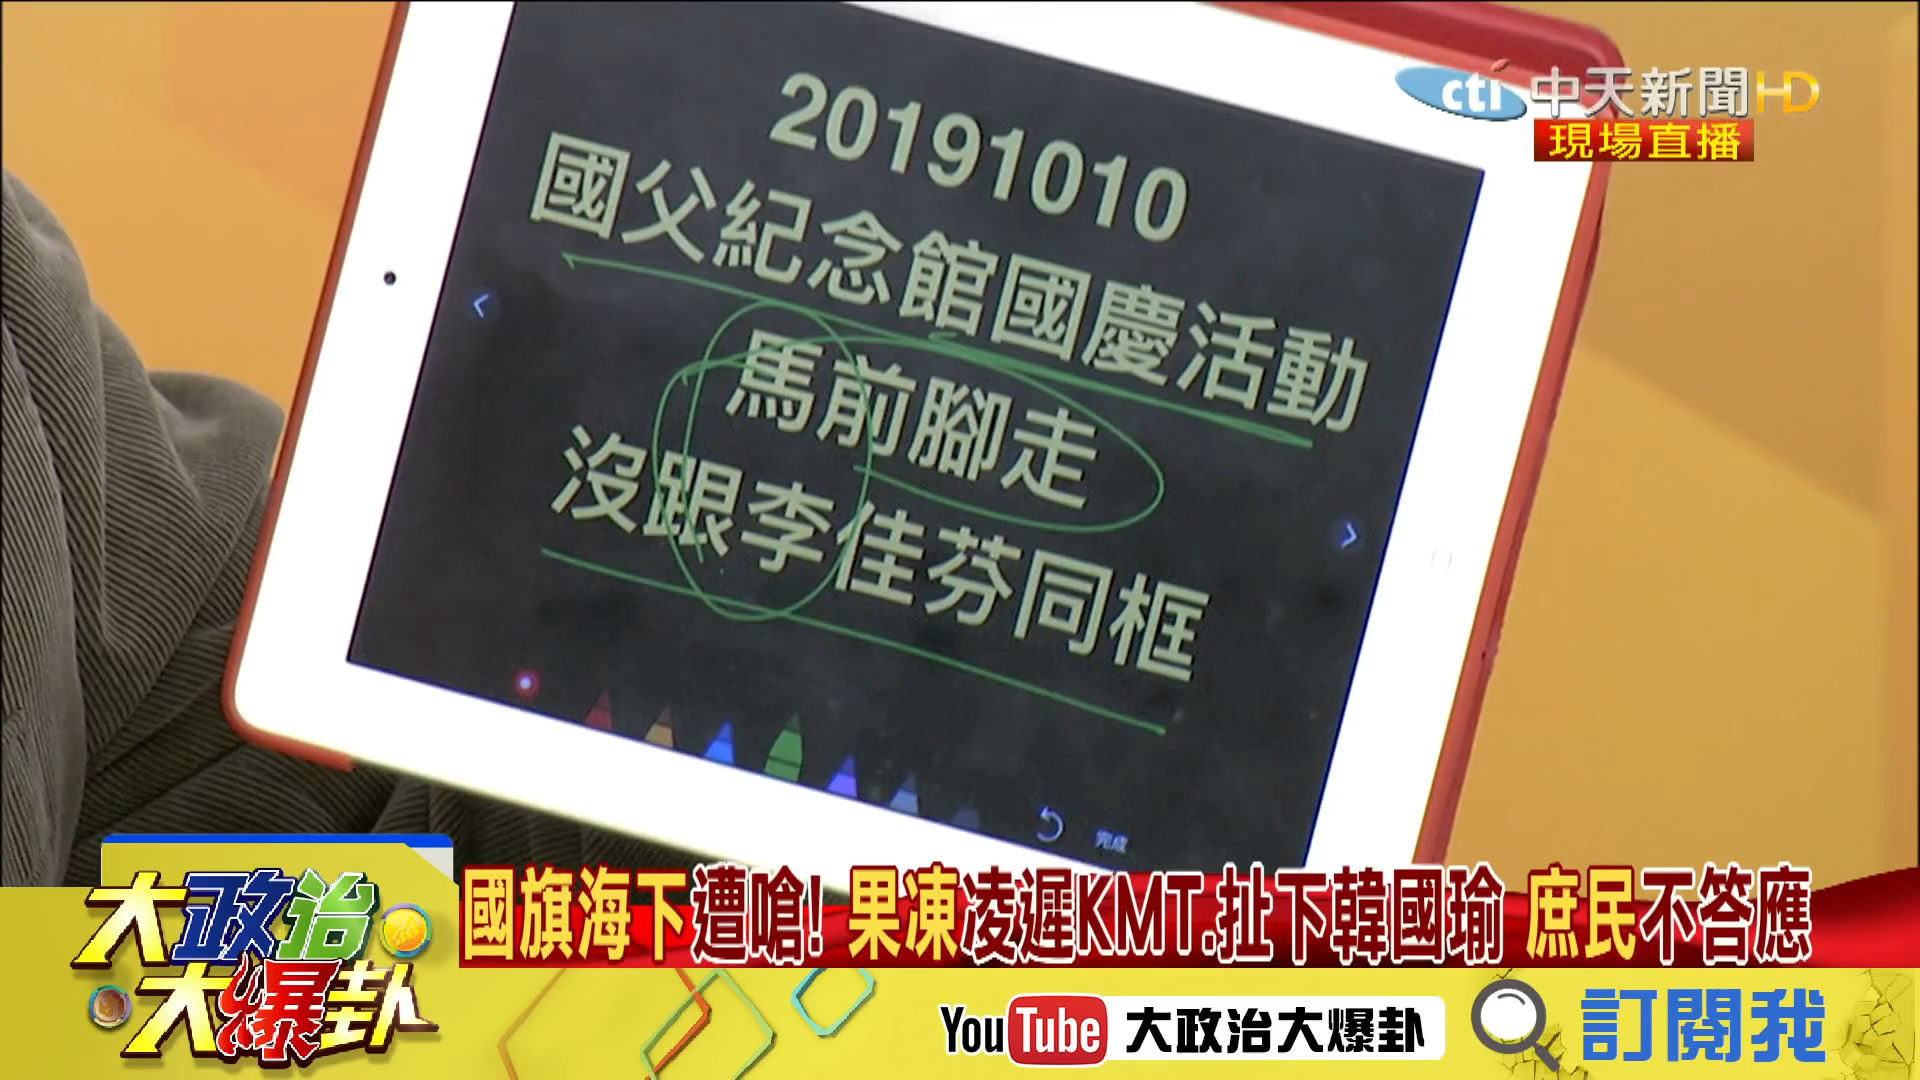 cti 中天新聞HD
現場直播
20191010
國父紀念館國慶活動
馬前腳走
沒跟李佳芬同框
完成
大政治
大爆卦
國旗海下遭嗆! 果凍凌遲KMT.扯下韓國瑜 庶民不答應
YouTube 大政治大爆卦
訂閱我